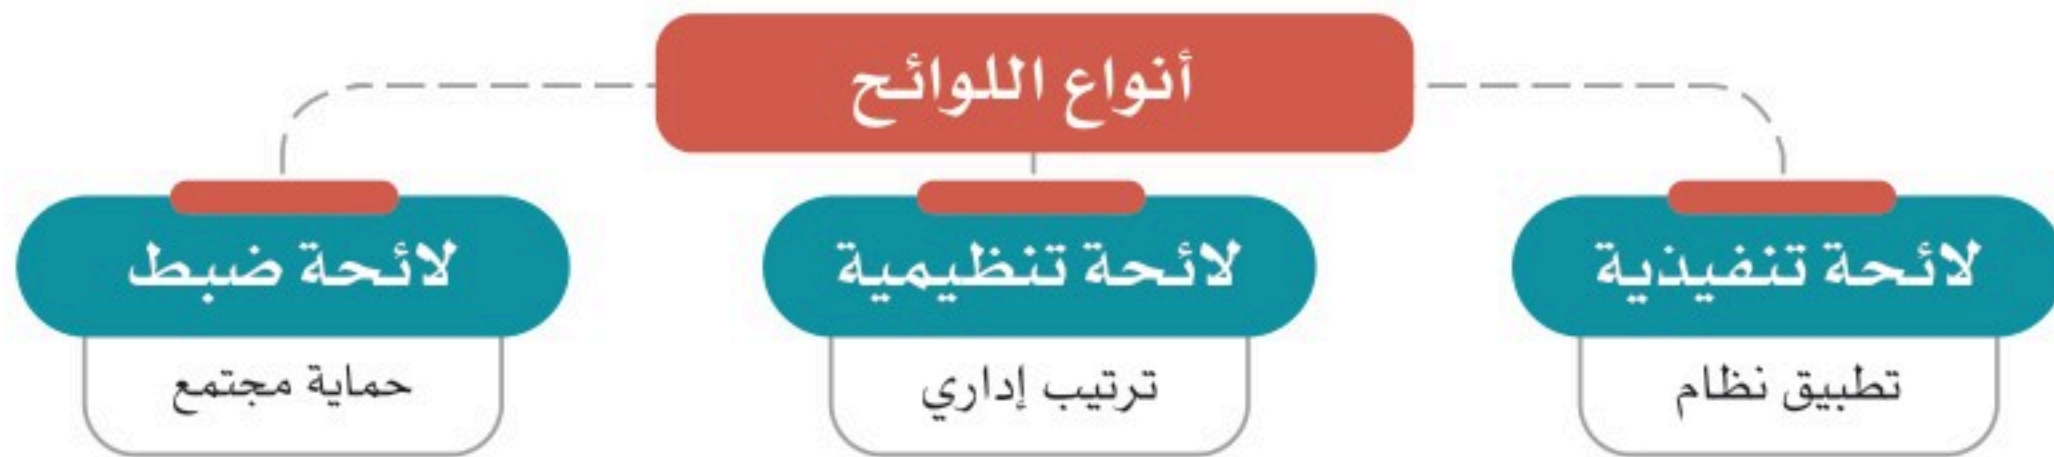 أنواع اللوائح
لائحة تنفيذية
تطبيق نظام
لائحة تنظيمية
ترتيب إداري
لائحة ضبط
حماية مجتمع